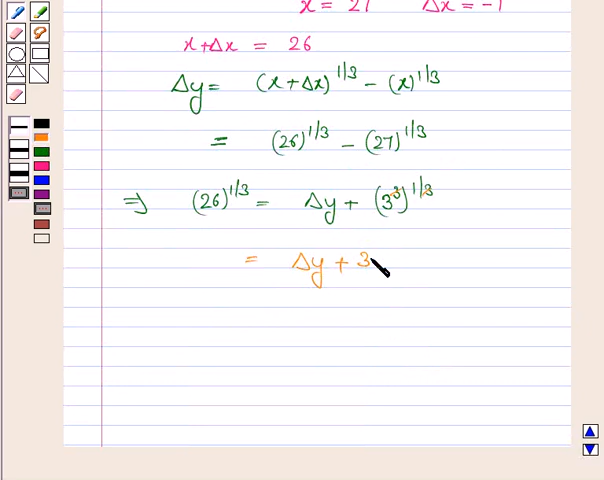 x = 27 Δx = -1
x+Δx = 26
Δy = (x + Δx)^1/3 - (x)^1/3
= (26)^1/3 - (27)^1/3
⇒ (26)^1/3 = Δy + (3^3)^1/3
= Δy + 3